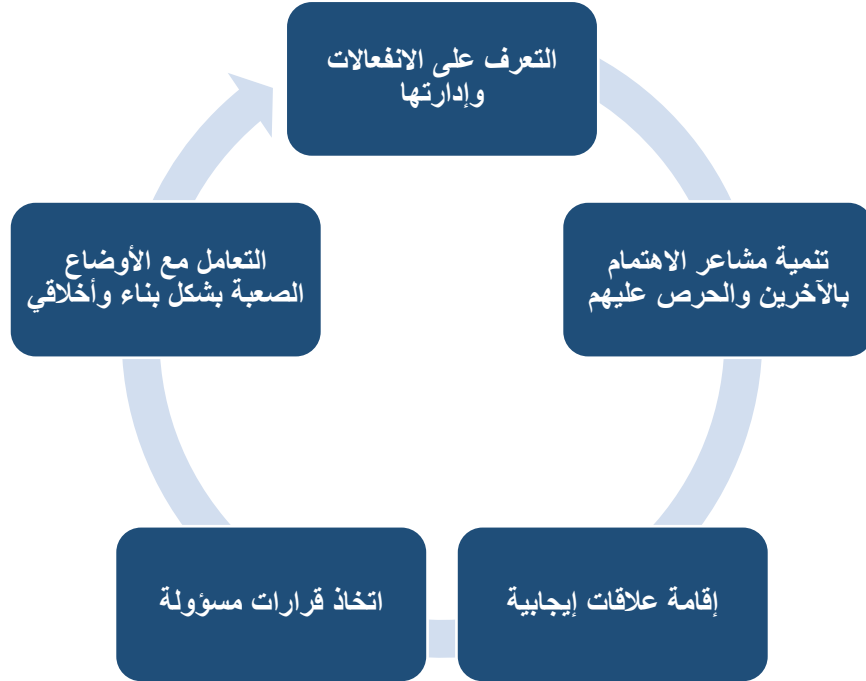 التعرف على الانفعالات
وإدارتها
تنمية مشاعر الاهتمام
بالآخرين والحرص عليهم
إقامة علاقات إيجابية
اتخاذ قرارات مسؤولة
التعامل مع الأوضاع
الصعبة بشكل بناء وأخلاقي